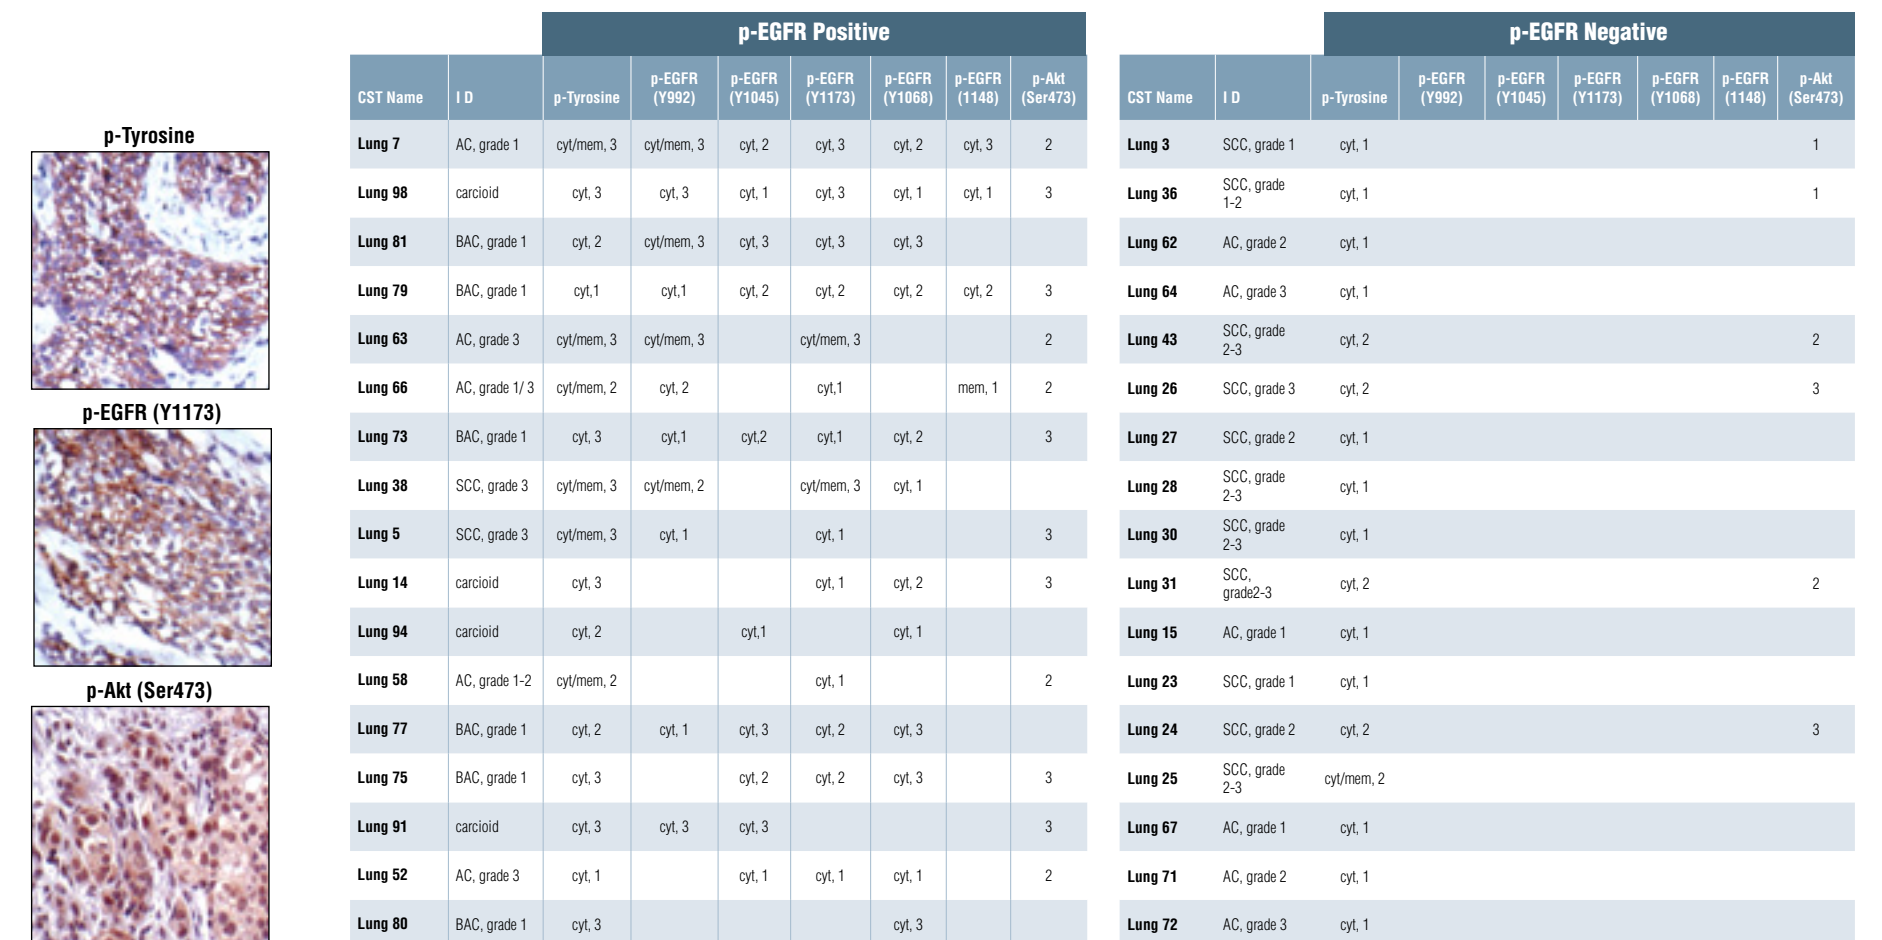 p-Tyrosine
p-EGFR (Y1173)
p-Akt (Ser473)
p-EGFR Positive
CST Name I D p-Tyrosine p-EGFR (Y992) p-EGFR (Y1045) p-EGFR (Y1173) p-EGFR (Y1068) p-EGFR (1148) p-Akt (Ser473)
Lung 7 AC, grade 1 cyt/mem, 3 cyt/mem, 3 cyt, 2 cyt, 3 cyt, 2 cyt, 3 2
Lung 98 carcioid cyt, 3 cyt, 3 cyt, 1 cyt, 3 cyt, 1 cyt, 1 3
Lung 81 BAC, grade 1 cyt, 2 cyt/mem, 3 cyt, 3 cyt, 3 cyt, 3
Lung 79 BAC, grade 1 cyt,1 cyt,1 cyt, 2 cyt, 2 cyt, 2 cyt, 2 3
Lung 63 AC, grade 3 cyt/mem, 3 cyt/mem, 3 cyt/mem, 3 2
Lung 66 AC, grade 1/ 3 cyt/mem, 2 cyt, 2 cyt,1 mem, 1 2
Lung 73 BAC, grade 1 cyt, 3 cyt,1 cyt,2 cyt,1 cyt, 2 3
Lung 38 SCC, grade 3 cyt/mem, 3 cyt/mem, 2 cyt/mem, 3 cyt, 1
Lung 5 SCC, grade 3 cyt/mem, 3 cyt, 1 cyt, 1 3
Lung 14 carcioid cyt, 3 cyt, 1 cyt, 2 3
Lung 94 carcioid cyt, 2 cyt,1 cyt, 1
Lung 58 AC, grade 1-2 cyt/mem, 2 cyt, 1 2
Lung 77 BAC, grade 1 cyt, 2 cyt, 1 cyt, 3 cyt, 2 cyt, 3
Lung 75 BAC, grade 1 cyt, 3 cyt, 2 cyt, 2 cyt, 3 3
Lung 91 carcioid cyt, 3 cyt, 3 cyt, 3 3
Lung 52 AC, grade 3 cyt, 1 cyt, 1 cyt, 1 cyt, 1 2
Lung 80 BAC, grade 1 cyt, 3 cyt, 3
p-EGFR Negative
CST Name I D p-Tyrosine p-EGFR (Y992) p-EGFR (Y1045) p-EGFR (Y1173) p-EGFR (Y1068) p-EGFR (1148) p-Akt (Ser473)
Lung 3 SCC, grade 1 cyt, 1 1
Lung 36 SCC, grade 1-2 cyt, 1 1
Lung 62 AC, grade 2 cyt, 1
Lung 64 AC, grade 3 cyt, 1
Lung 43 SCC, grade 2-3 cyt, 2 2
Lung 26 SCC, grade 3 cyt, 2 3
Lung 27 SCC, grade 2 cyt, 1
Lung 28 SCC, grade 2-3 cyt, 1
Lung 30 SCC, grade 2-3 cyt, 1
Lung 31 SCC, grade2-3 cyt, 2 2
Lung 15 AC, grade 1 cyt, 1
Lung 23 SCC, grade 1 cyt, 1
Lung 24 SCC, grade 2 cyt, 2 3
Lung 25 SCC, grade 2-3 cyt/mem, 2
Lung 67 AC, grade 1 cyt, 1
Lung 71 AC, grade 2 cyt, 1
Lung 72 AC, grade 3 cyt, 1